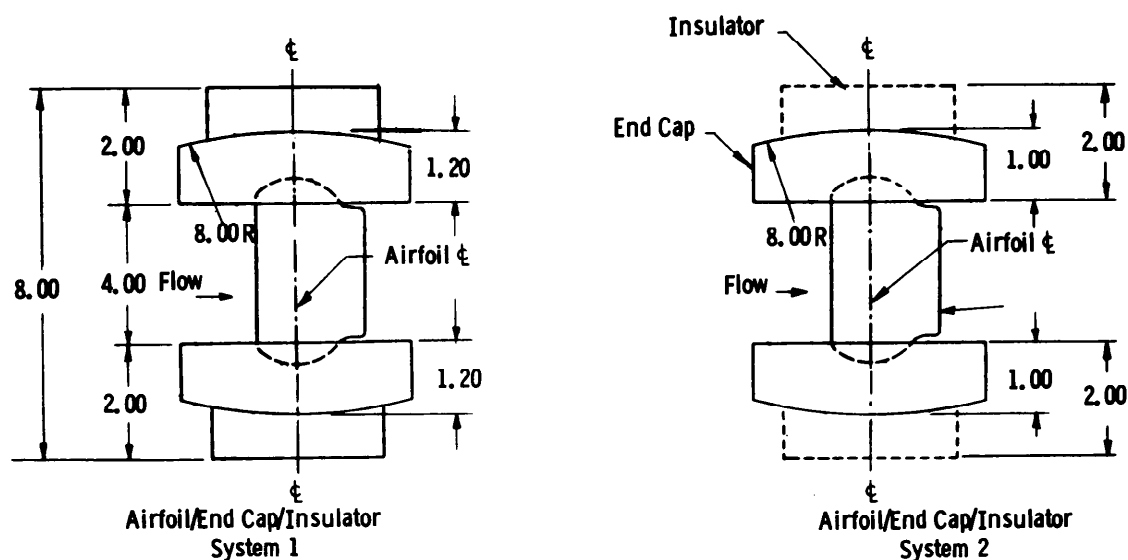 Insulator
℄
℄
End Cap
2.00
1.20
1.00
2.00
8.00R
8.00R
Airfoil ℄
Airfoil ℄
8.00
4.00
Flow
Flow
1.20
1.00
2.00
2.00
℄
℄
Airfoil/End Cap/Insulator
System 1
Airfoil/End Cap/Insulator
System 2